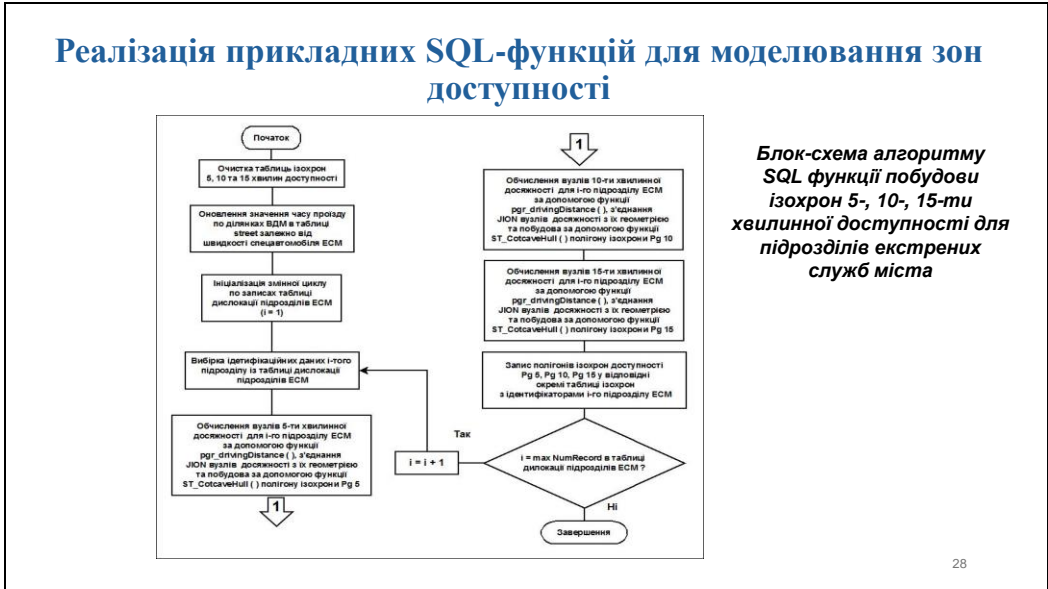 Реалізація прикладних SQL-функцій для моделювання зон
доступності
Початок
Очистка таблиць ізохрон
5, 10 та 15 хвилин доступності
Оновлення значення часу проїзду
по ділянках ВДМ в таблиці
street залежно від
швидкості спецавтомобіля ЕСМ
Ініціалізація змінної циклу
по записах таблиці
дислокації підрозділів ЕСМ
(i = 1)
Вибірка ідетифікаційних даних і-того
підрозділу із таблиці дислокації
підрозділів ЕСМ
Обчислення вузлів 5-ти хвилинної
досяжності для і-го підрозділу ЕСМ
за допомогою функції
pgr_drivingDistance ( ), з'єднання
JION вузлів досяжності з їх геометрією
та побудова за допомогою функції
ST_CotcaveHull ( ) полігону ізохрони Pg 5
1
1
Обчислення вузлів 10-ти хвилинної
досяжності для і-го підрозділу ЕСМ
за допомогою функції
pgr_drivingDistance ( ), з'єднання
JION вузлів досяжності з їх геометрією
та побудова за допомогою функції
ST_CotcaveHull ( ) полігону ізохрони Pg 10
Обчислення вузлів 15-ти хвилинної
досяжності для і-го підрозділу ЕСМ
за допомогою функції
pgr_drivingDistance ( ), з'єднання
JION вузлів досяжності з їх геометрією
та побудова за допомогою функції
ST_CotcaveHull ( ) полігону ізохрони Pg 15
Запис полігонів ізохрон доступності
Pg 5, Pg 10, Pg 15 у відповідні
окремі таблиці ізохрон
з ідентифікаторами і-го підрозділу ЕСМ
i = max NumRecord в таблиці
дилокації підрозділів ЕСМ ?
Так
i = i + 1
Ні
Завершення
Блок-схема алгоритму
SQL функції побудови
ізохрон 5-, 10-, 15-ти
хвилинної доступності для
підрозділів екстрених
служб міста
28